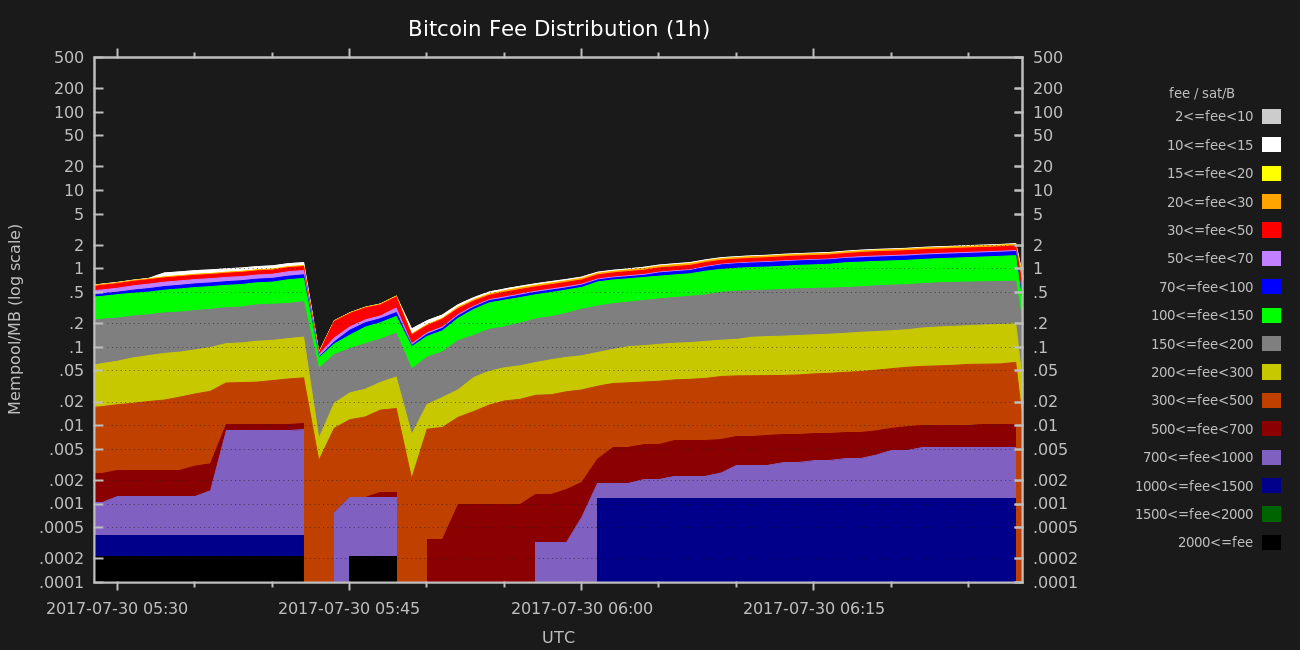 Bitcoin Fee Distribution (1h)
Mempool/MB (log scale)
500
200
100
50
20
10
5
2
1
.5
.2
.1
.05
.02
.01
.005
.002
.001
.0005
.0002
.0001
500
200
100
50
20
10
5
2
1
.5
.2
.1
.05
.02
.01
.005
.002
.001
.0005
.0002
.0001
2017-07-30 05:30 2017-07-30 05:45 2017-07-30 06:00 2017-07-30 06:15
UTC
fee / sat/B
2<=fee<10
10<=fee<15
15<=fee<20
20<=fee<30
30<=fee<50
50<=fee<70
70<=fee<100
100<=fee<150
150<=fee<200
200<=fee<300
300<=fee<500
500<=fee<700
700<=fee<1000
1000<=fee<1500
1500<=fee<2000
2000<=fee